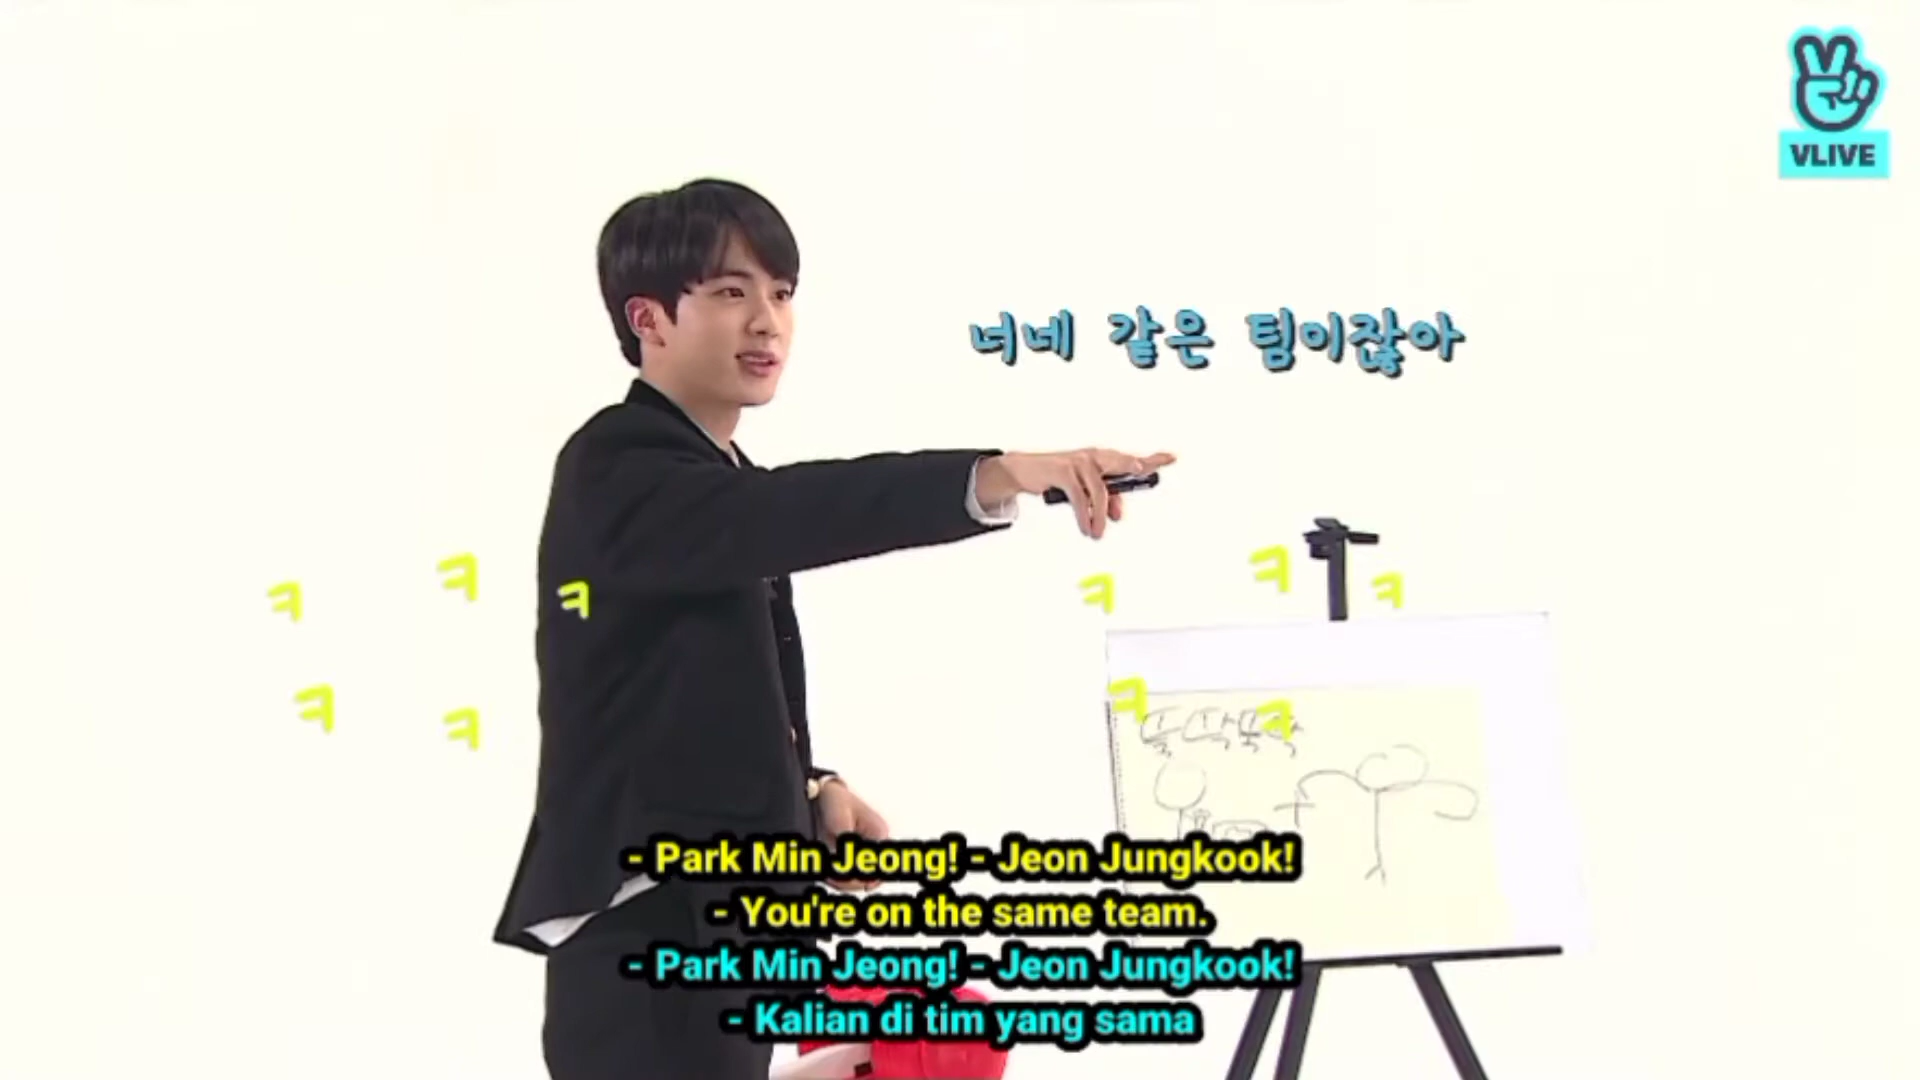 VLIVE
너네 같은 팀이잖아
ㅋ ㅋ ㅋ ㅋ ㅋ ㅋ
ㅋ ㅋ ㅋ ㅋ
- Park Min Jeong! - Jeon Jungkook!
- You're on the same team.
- Park Min Jeong! - Jeon Jungkook!
- Kalian di tim yang sama